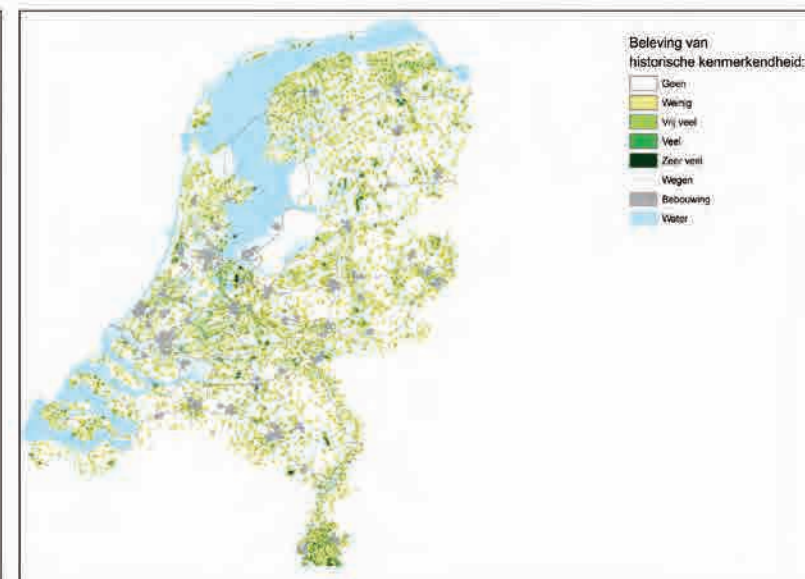 Beleving van
historische kenmerkendheid:
Geen
Weinig
Vrij veel
Veel
Zeer veel
Wegen
Bebouwing
Water